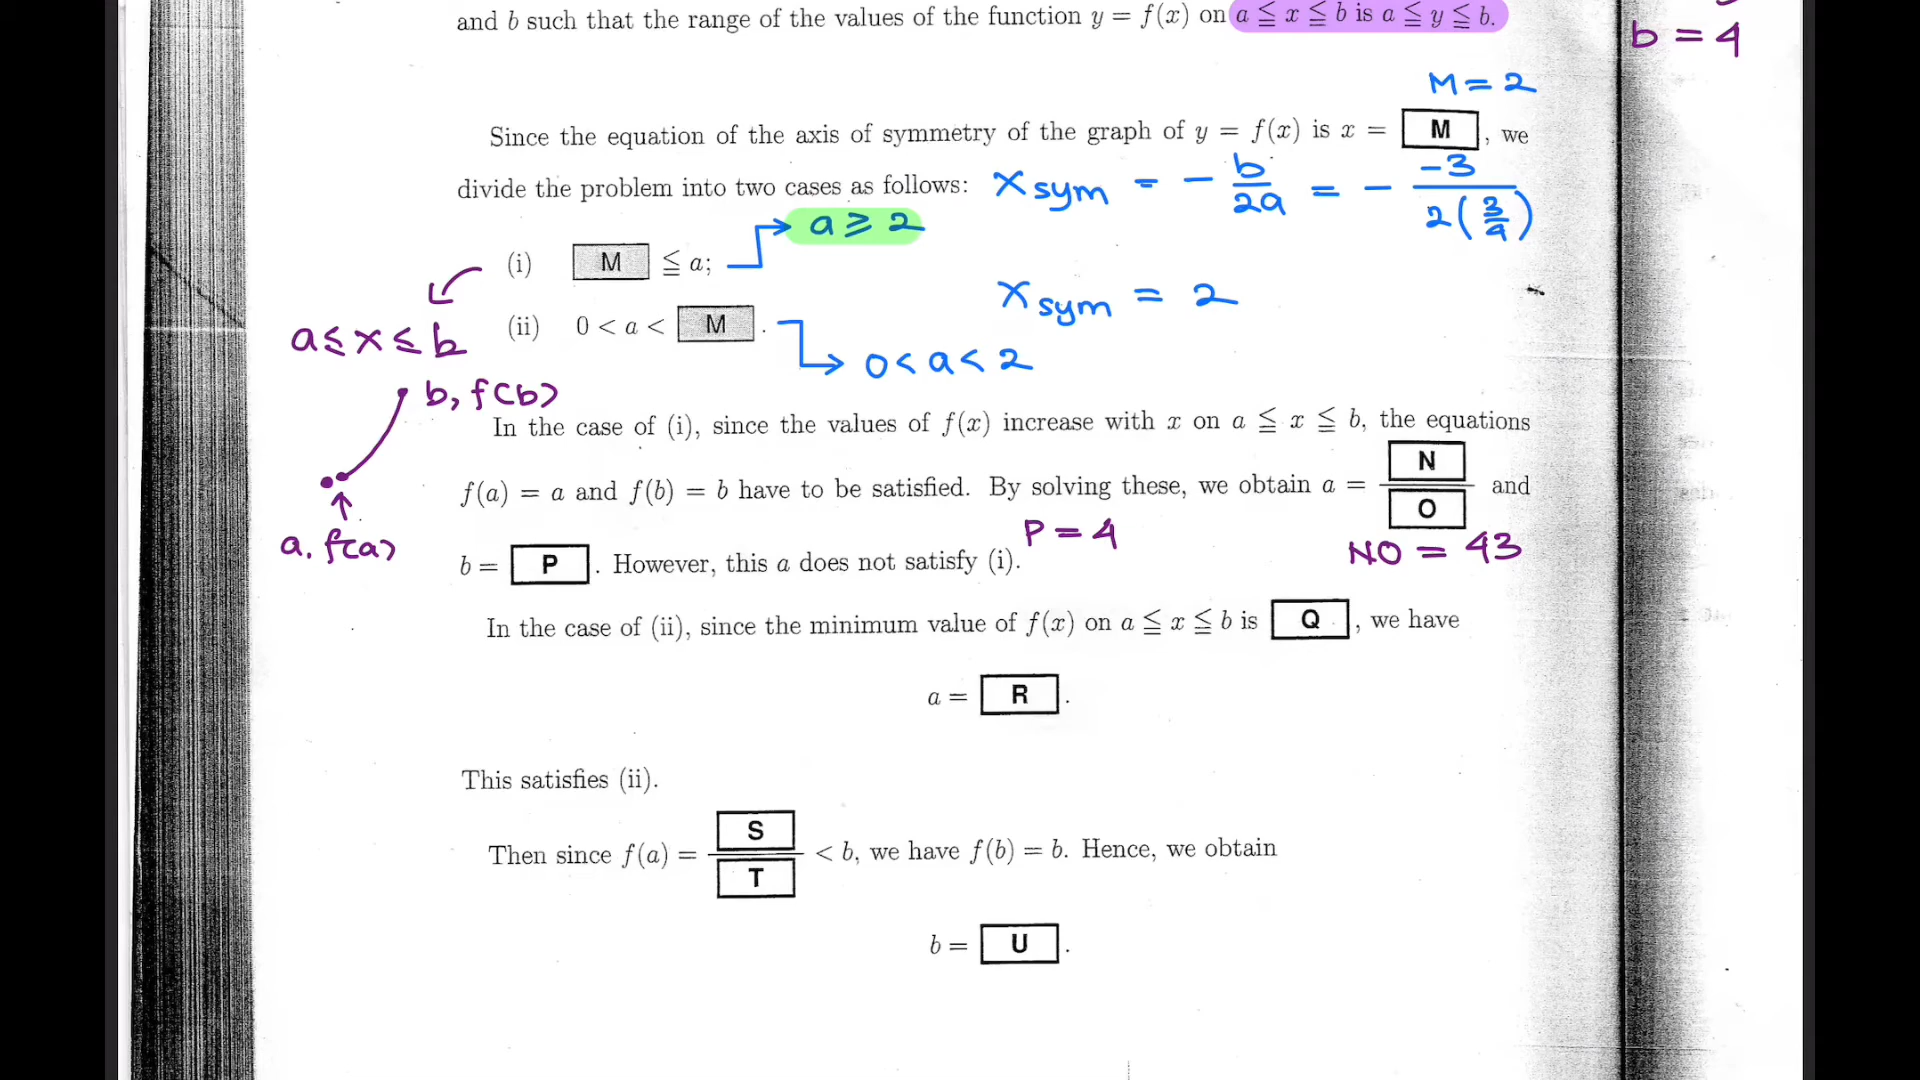 and b such that the range of the values of the function y = f(x) on a ≦ x ≦ b is a ≦ y ≦ b.
b = 4
M = 2
Since the equation of the axis of symmetry of the graph of y = f(x) is x = M , we
divide the problem into two cases as follows: x sym = - b/2a = - -3/2(3/4)
a ⩾ 2
(i) M ≦ a;
x sym = 2
(ii) 0 < a < M .
a ≤ x ≤ b
0 < a < 2
b, f(b)
In the case of (i), since the values of f(x) increase with x on a ≦ x ≦ b, the equations
f(a) = a and f(b) = b have to be satisfied. By solving these, we obtain a = N/O and
P = 4
NO = 43
a, f(a)
b = P . However, this a does not satisfy (i).
In the case of (ii), since the minimum value of f(x) on a ≦ x ≦ b is Q , we have
a = R .
This satisfies (ii).
Then since f(a) = S/T < b, we have f(b) = b. Hence, we obtain
b = U .